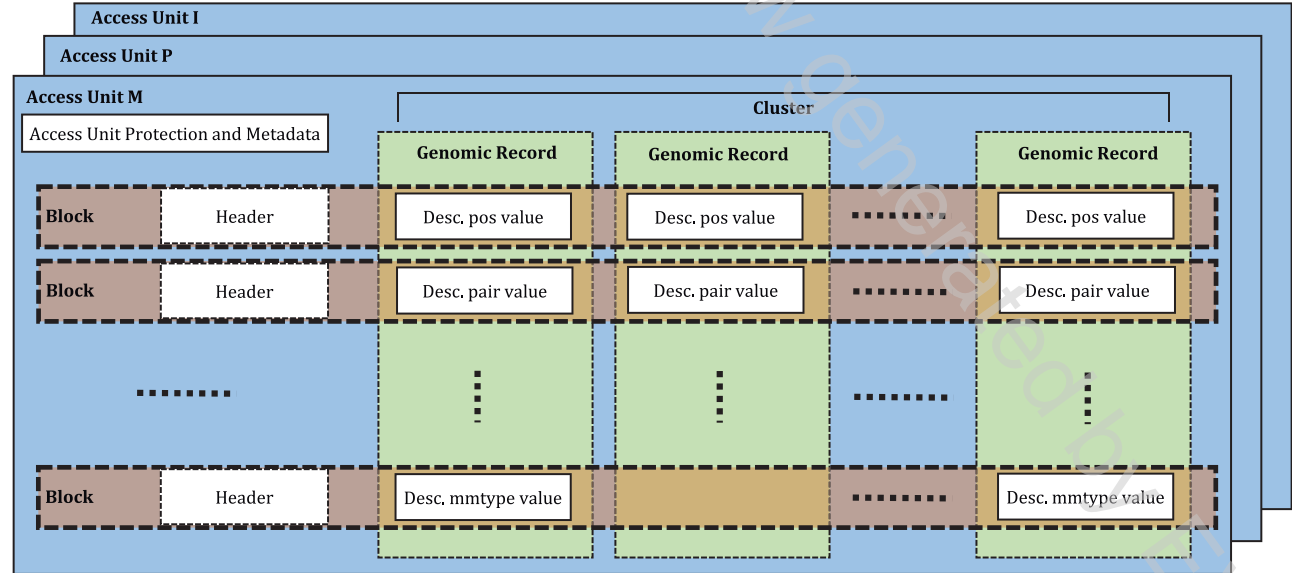 Access Unit I
Access Unit P
Access Unit M
Cluster
Access Unit Protection and Metadata
Genomic Record Genomic Record Genomic Record
Block Header Desc. pos value Desc. pos value Desc. pos value
Block Header Desc. pair value Desc. pair value Desc. pair value
Block Header Desc. mmtype value Desc. mmtype value
w generated by E